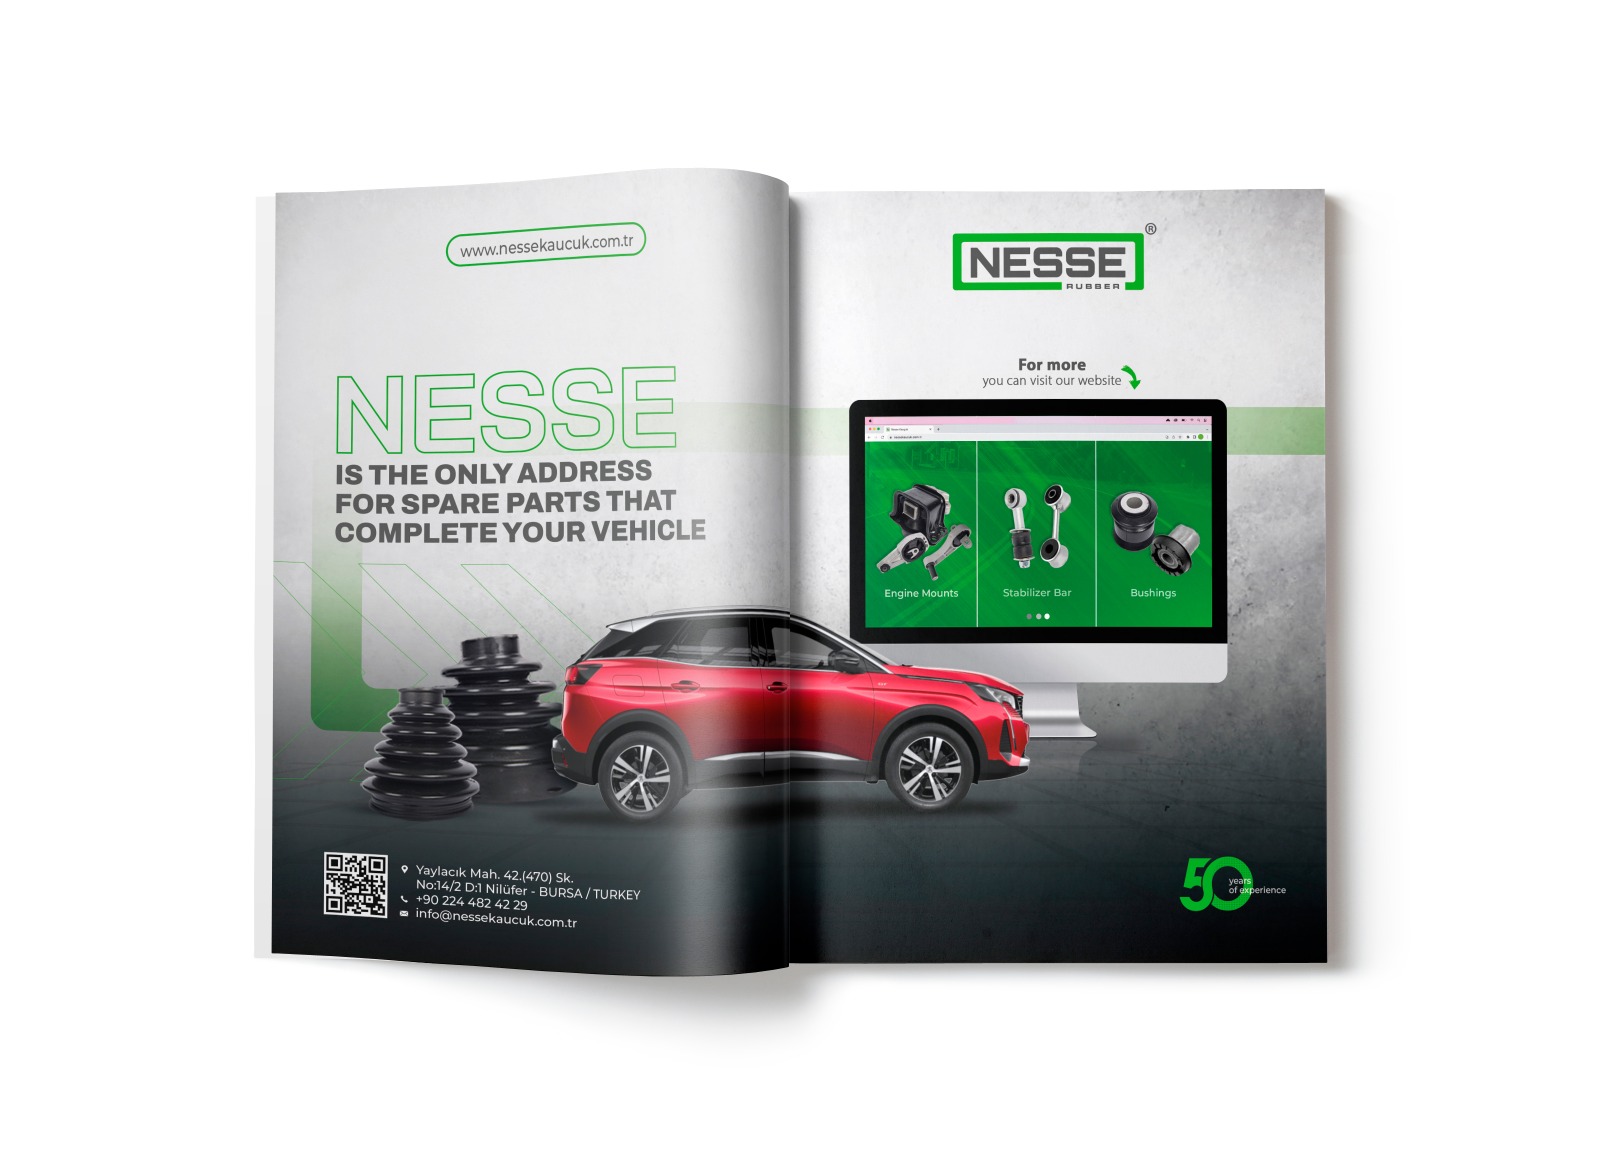 www.nessekaucuk.com.tr
NESSE
IS THE ONLY ADDRESS
FOR SPARE PARTS THAT
COMPLETE YOUR VEHICLE
Yaylacık Mah. 42.(470) Sk.
No:14/2 D:1 Nilüfer - BURSA / TURKEY
+90 224 482 42 29
info@nessekaucuk.com.tr
NESSE®
RUBBER
For more
you can visit our website
Engine Mounts
Stabilizer Bar
Bushings
50 years
of experience